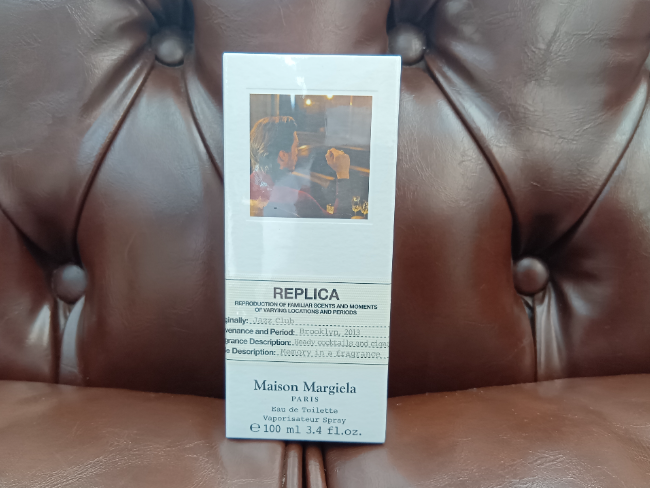 REPLICA
REPRODUCTION OF FAMILIAR SCENTS AND MOMENTS
OF VARYING LOCATIONS AND PERIODS
ginally: Jazz Club
venance and Period: Brooklyn, 2013
grance Description: Heady cocktails and cigars
le Description: Memory in a fragrance
Maison Margiela
PARIS
Eau de Toilette
Vaporisateur Spray
℮ 100 ml 3.4 fl.oz.